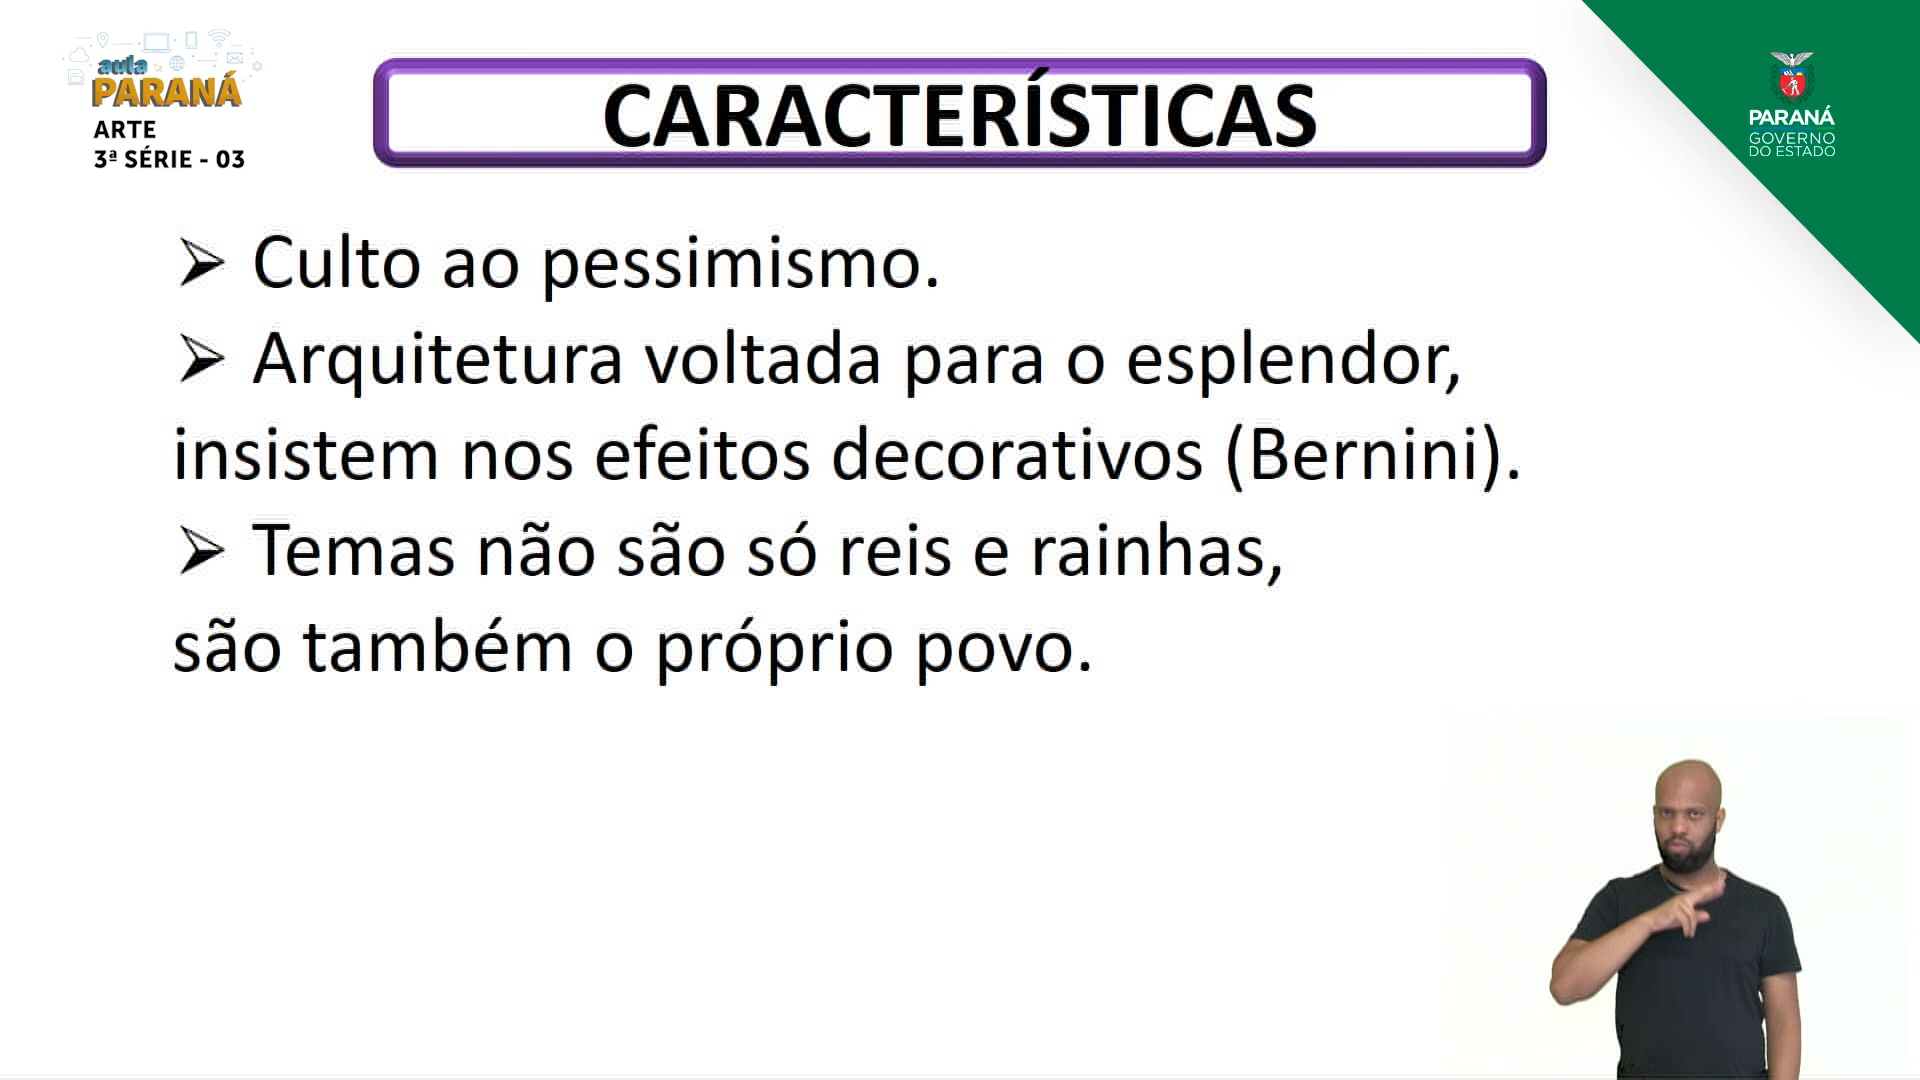 aula
PARANÁ
ARTE
3ª SÉRIE - 03
CARACTERÍSTICAS
PARANÁ
GOVERNO
DO ESTADO
➢ Culto ao pessimismo.
➢ Arquitetura voltada para o esplendor,
insistem nos efeitos decorativos (Bernini).
➢ Temas não são só reis e rainhas,
são também o próprio povo.